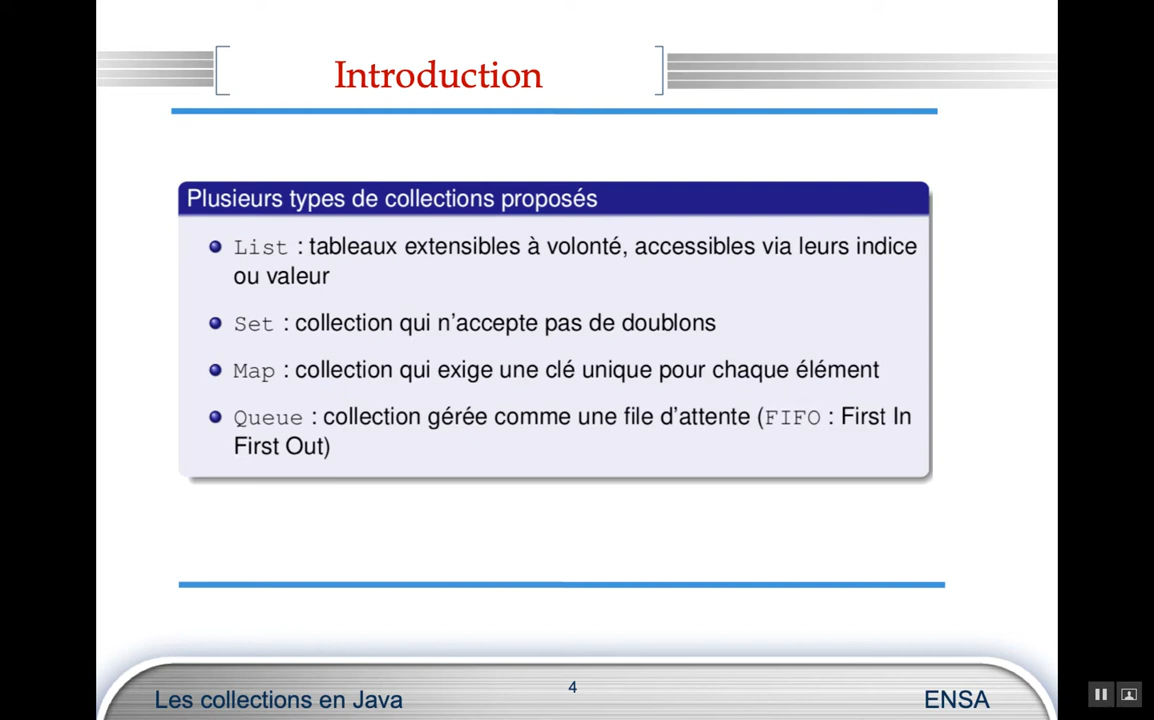 Introduction
Plusieurs types de collections proposés
List : tableaux extensibles à volonté, accessibles via leurs indice
ou valeur
Set : collection qui n'accepte pas de doublons
Map : collection qui exige une clé unique pour chaque élément
Queue : collection gérée comme une file d'attente (FIFO : First In
First Out)
Les collections en Java
4
ENSA